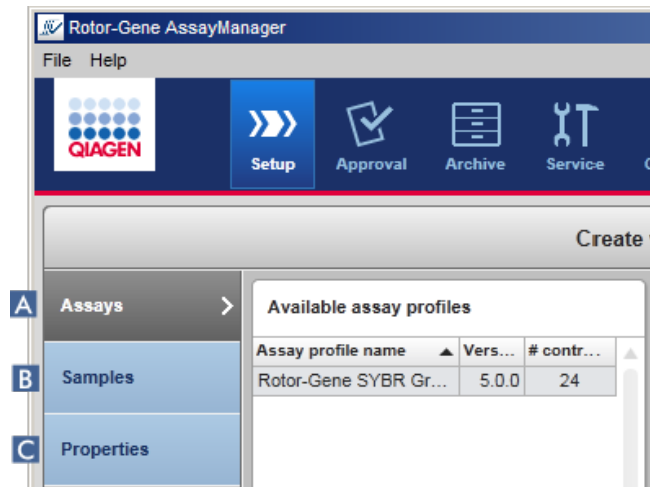 Rotor-Gene AssayManager
File Help
QIAGEN
Setup Approval Archive Service
Create
A Assays
Available assay profiles
Assay profile name Vers... # contr...
B Samples
Rotor-Gene SYBR Gr... 5.0.0 24
C Properties